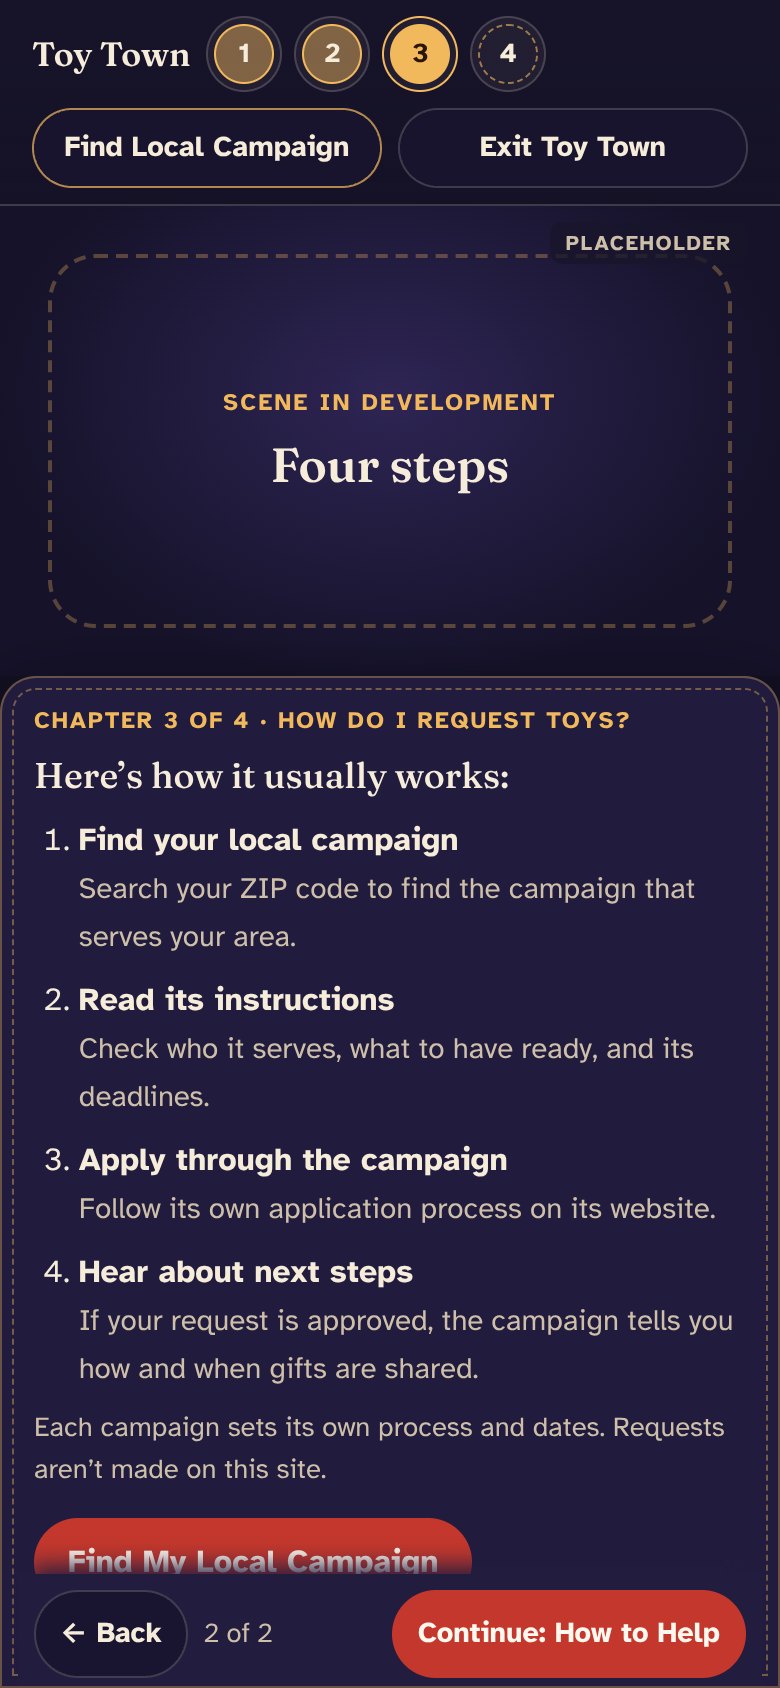 Toy Town 1 2 3 4
Find Local Campaign Exit Toy Town
PLACEHOLDER
SCENE IN DEVELOPMENT
Four steps
CHAPTER 3 OF 4 · HOW DO I REQUEST TOYS?
Here’s how it usually works:
1. Find your local campaign
Search your ZIP code to find the campaign that
serves your area.
2. Read its instructions
Check who it serves, what to have ready, and its
deadlines.
3. Apply through the campaign
Follow its own application process on its website.
4. Hear about next steps
If your request is approved, the campaign tells you
how and when gifts are shared.
Each campaign sets its own process and dates. Requests
aren’t made on this site.
Find My Local Campaign
← Back 2 of 2 Continue: How to Help